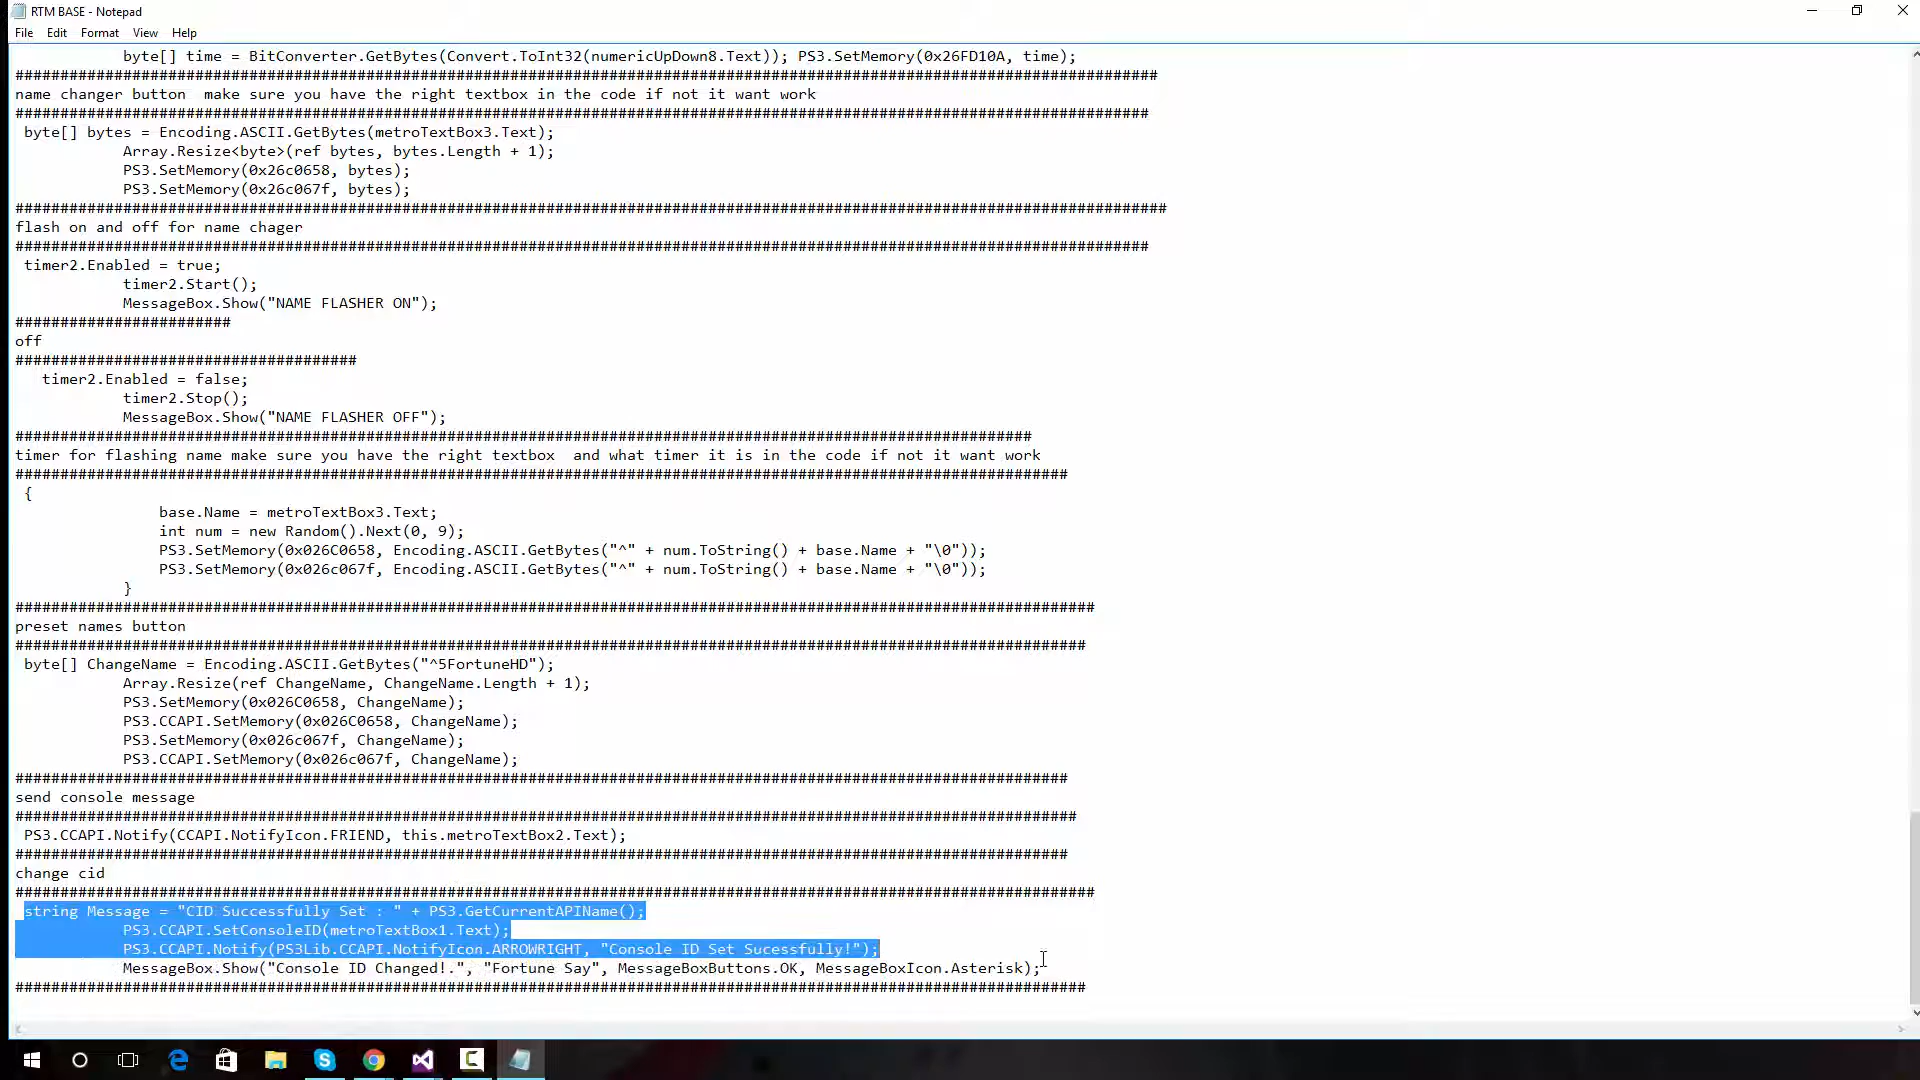 RTM BASE - Notepad
File Edit Format View Help
byte[] time = BitConverter.GetBytes(Convert.ToInt32(numericUpDown8.Text)); PS3.SetMemory(0x26FD10A, time);
###############################################################################################################################
name changer button  make sure you have the right textbox in the code if not it want work
##############################################################################################################################
byte[] bytes = Encoding.ASCII.GetBytes(metroTextBox3.Text);
Array.Resize<byte>(ref bytes, bytes.Length + 1);
PS3.SetMemory(0x26c0658, bytes);
PS3.SetMemory(0x26c067f, bytes);
################################################################################################################################
flash on and off for name chager
##############################################################################################################################
timer2.Enabled = true;
timer2.Start();
MessageBox.Show("NAME FLASHER ON");
########################
off
######################################
timer2.Enabled = false;
timer2.Stop();
MessageBox.Show("NAME FLASHER OFF");
#################################################################################################################
timer for flashing name make sure you have the right textbox  and what timer it is in the code if not it want work
#####################################################################################################################
{
base.Name = metroTextBox3.Text;
int num = new Random().Next(0, 9);
PS3.SetMemory(0x026C0658, Encoding.ASCII.GetBytes("^" + num.ToString() + base.Name + "\0"));
PS3.SetMemory(0x026c067f, Encoding.ASCII.GetBytes("^" + num.ToString() + base.Name + "\0"));
}
########################################################################################################################
preset names button
#######################################################################################################################
byte[] ChangeName = Encoding.ASCII.GetBytes("^5FortuneHD");
Array.Resize(ref ChangeName, ChangeName.Length + 1);
PS3.SetMemory(0x026C0658, ChangeName);
PS3.CCAPI.SetMemory(0x026C0658, ChangeName);
PS3.SetMemory(0x026c067f, ChangeName);
PS3.CCAPI.SetMemory(0x026c067f, ChangeName);
#####################################################################################################################
send console message
######################################################################################################################
PS3.CCAPI.Notify(CCAPI.NotifyIcon.FRIEND, this.metroTextBox2.Text);
#####################################################################################################################
change cid
########################################################################################################################
string Message = "CID Successfully Set : " + PS3.GetCurrentAPIName();
PS3.CCAPI.SetConsoleID(metroTextBox1.Text);
PS3.CCAPI.Notify(PS3Lib.CCAPI.NotifyIcon.ARROWRIGHT, "Console ID Set Sucessfully!");
MessageBox.Show("Console ID Changed!.", "Fortune Say", MessageBoxButtons.OK, MessageBoxIcon.Asterisk);
#######################################################################################################################